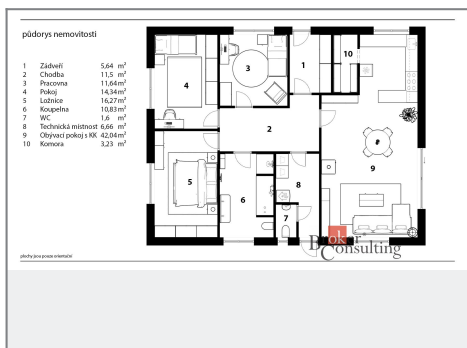 půdorys nemovitosti
1 Zádveří 5,64 m²
2 Chodba 11,5 m²
3 Pracovna 11,64 m²
4 Pokoj 14,34 m²
5 Ložnice 16,27 m²
6 Koupelna 10,83 m²
7 WC 1,6 m²
8 Technická místnost 6,66 m²
9 Obývací pokoj s KK 42,04 m²
10 Komora 3,23 m²
4
3
1
10
2
9
5
6
8
7
Broker
Consulting
plochy jsou pouze orientační